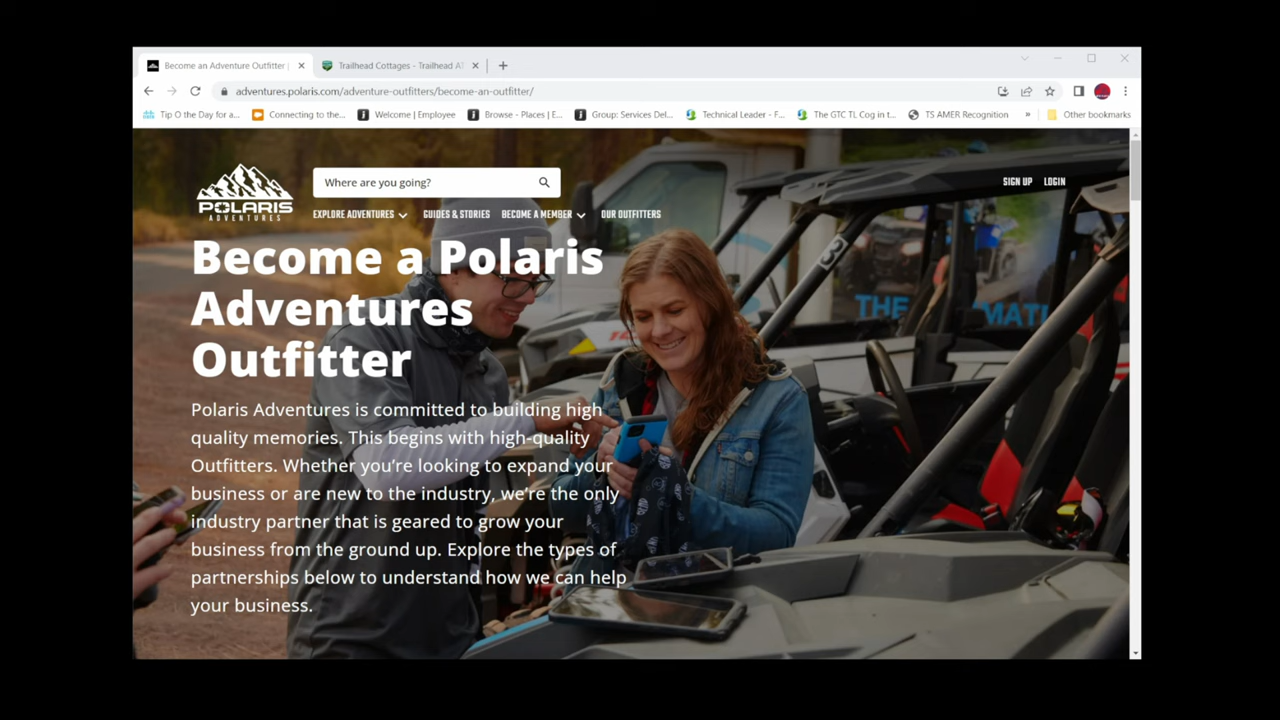 Become an Adventure Outfitter |
Trailhead Cottages - Trailhead AT
adventures.polaris.com/adventure-outfitters/become-an-outfitter/
Tip O the Day for a...
Connecting to the...
Welcome | Employee
Browse - Places | E...
Group: Services Del...
Technical Leader - F...
The GTC TL Cog in t...
TS AMER Recognition
»
Other bookmarks
POLARIS
ADVENTURES
Where are you going?
SIGN UP
LOGIN
EXPLORE ADVENTURES
GUIDES & STORIES
BECOME A MEMBER
OUR OUTFITTERS
Become a Polaris
Adventures
Outfitter
Polaris Adventures is committed to building high
quality memories. This begins with high-quality
Outfitters. Whether you're looking to expand your
business or are new to the industry, we're the only
industry partner that is geared to grow your
business from the ground up. Explore the types of
partnerships below to understand how we can help
your business.
THE
MATI